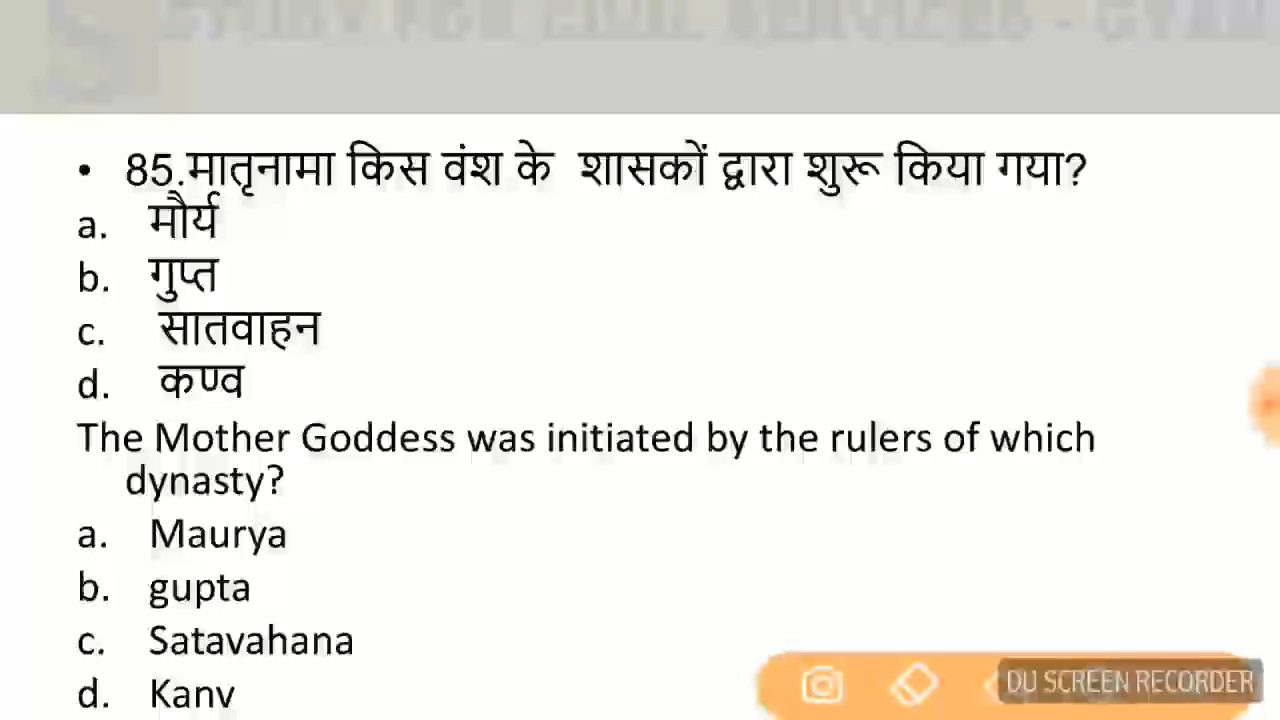 • 85.मातृनामा किस वंश के शासकों द्वारा शुरू किया गया?
a. मौर्य
b. गुप्त
c. सातवाहन
d. कण्व
The Mother Goddess was initiated by the rulers of which
dynasty?
a. Maurya
b. gupta
c. Satavahana
d. Kanv
DU SCREEN RECORDER